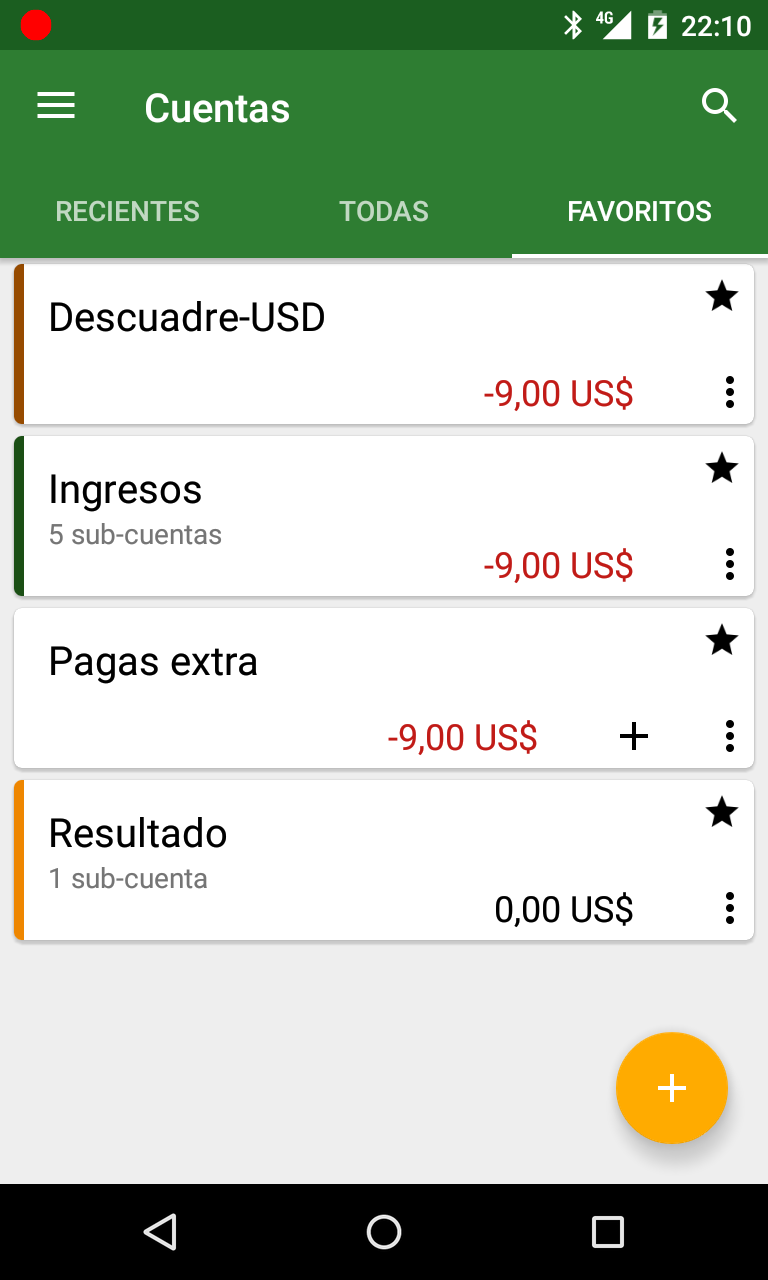 4G 22:10
Cuentas
RECIENTES TODAS FAVORITOS
Descuadre-USD
-9,00 US$
Ingresos
5 sub-cuentas
-9,00 US$
Pagas extra
-9,00 US$
Resultado
1 sub-cuenta
0,00 US$